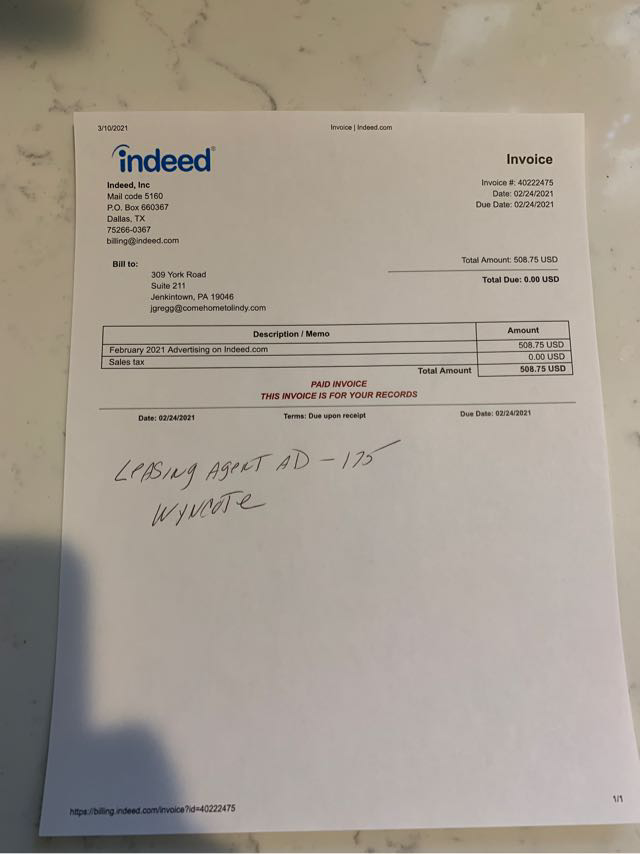 3/10/2021 Invoice | Indeed.com
indeed®
Invoice
Indeed, Inc
Mail code 5160
P.O. Box 660367
Dallas, TX
75266-0367
billing@indeed.com
Invoice #: 40222475
Date: 02/24/2021
Due Date: 02/24/2021
Bill to:
309 York Road
Suite 211
Jenkintown, PA 19046
jgregg@comehometolindy.com
Total Amount: 508.75 USD
Total Due: 0.00 USD
Description / Memo Amount
February 2021 Advertising on Indeed.com 508.75 USD
Sales tax 0.00 USD
Total Amount 508.75 USD
PAID INVOICE
THIS INVOICE IS FOR YOUR RECORDS
Date: 02/24/2021 Terms: Due upon receipt Due Date: 02/24/2021
LEASING AGENT AD - 175
WYNCOTE
https://billing.indeed.com/invoice?id=40222475 1/1